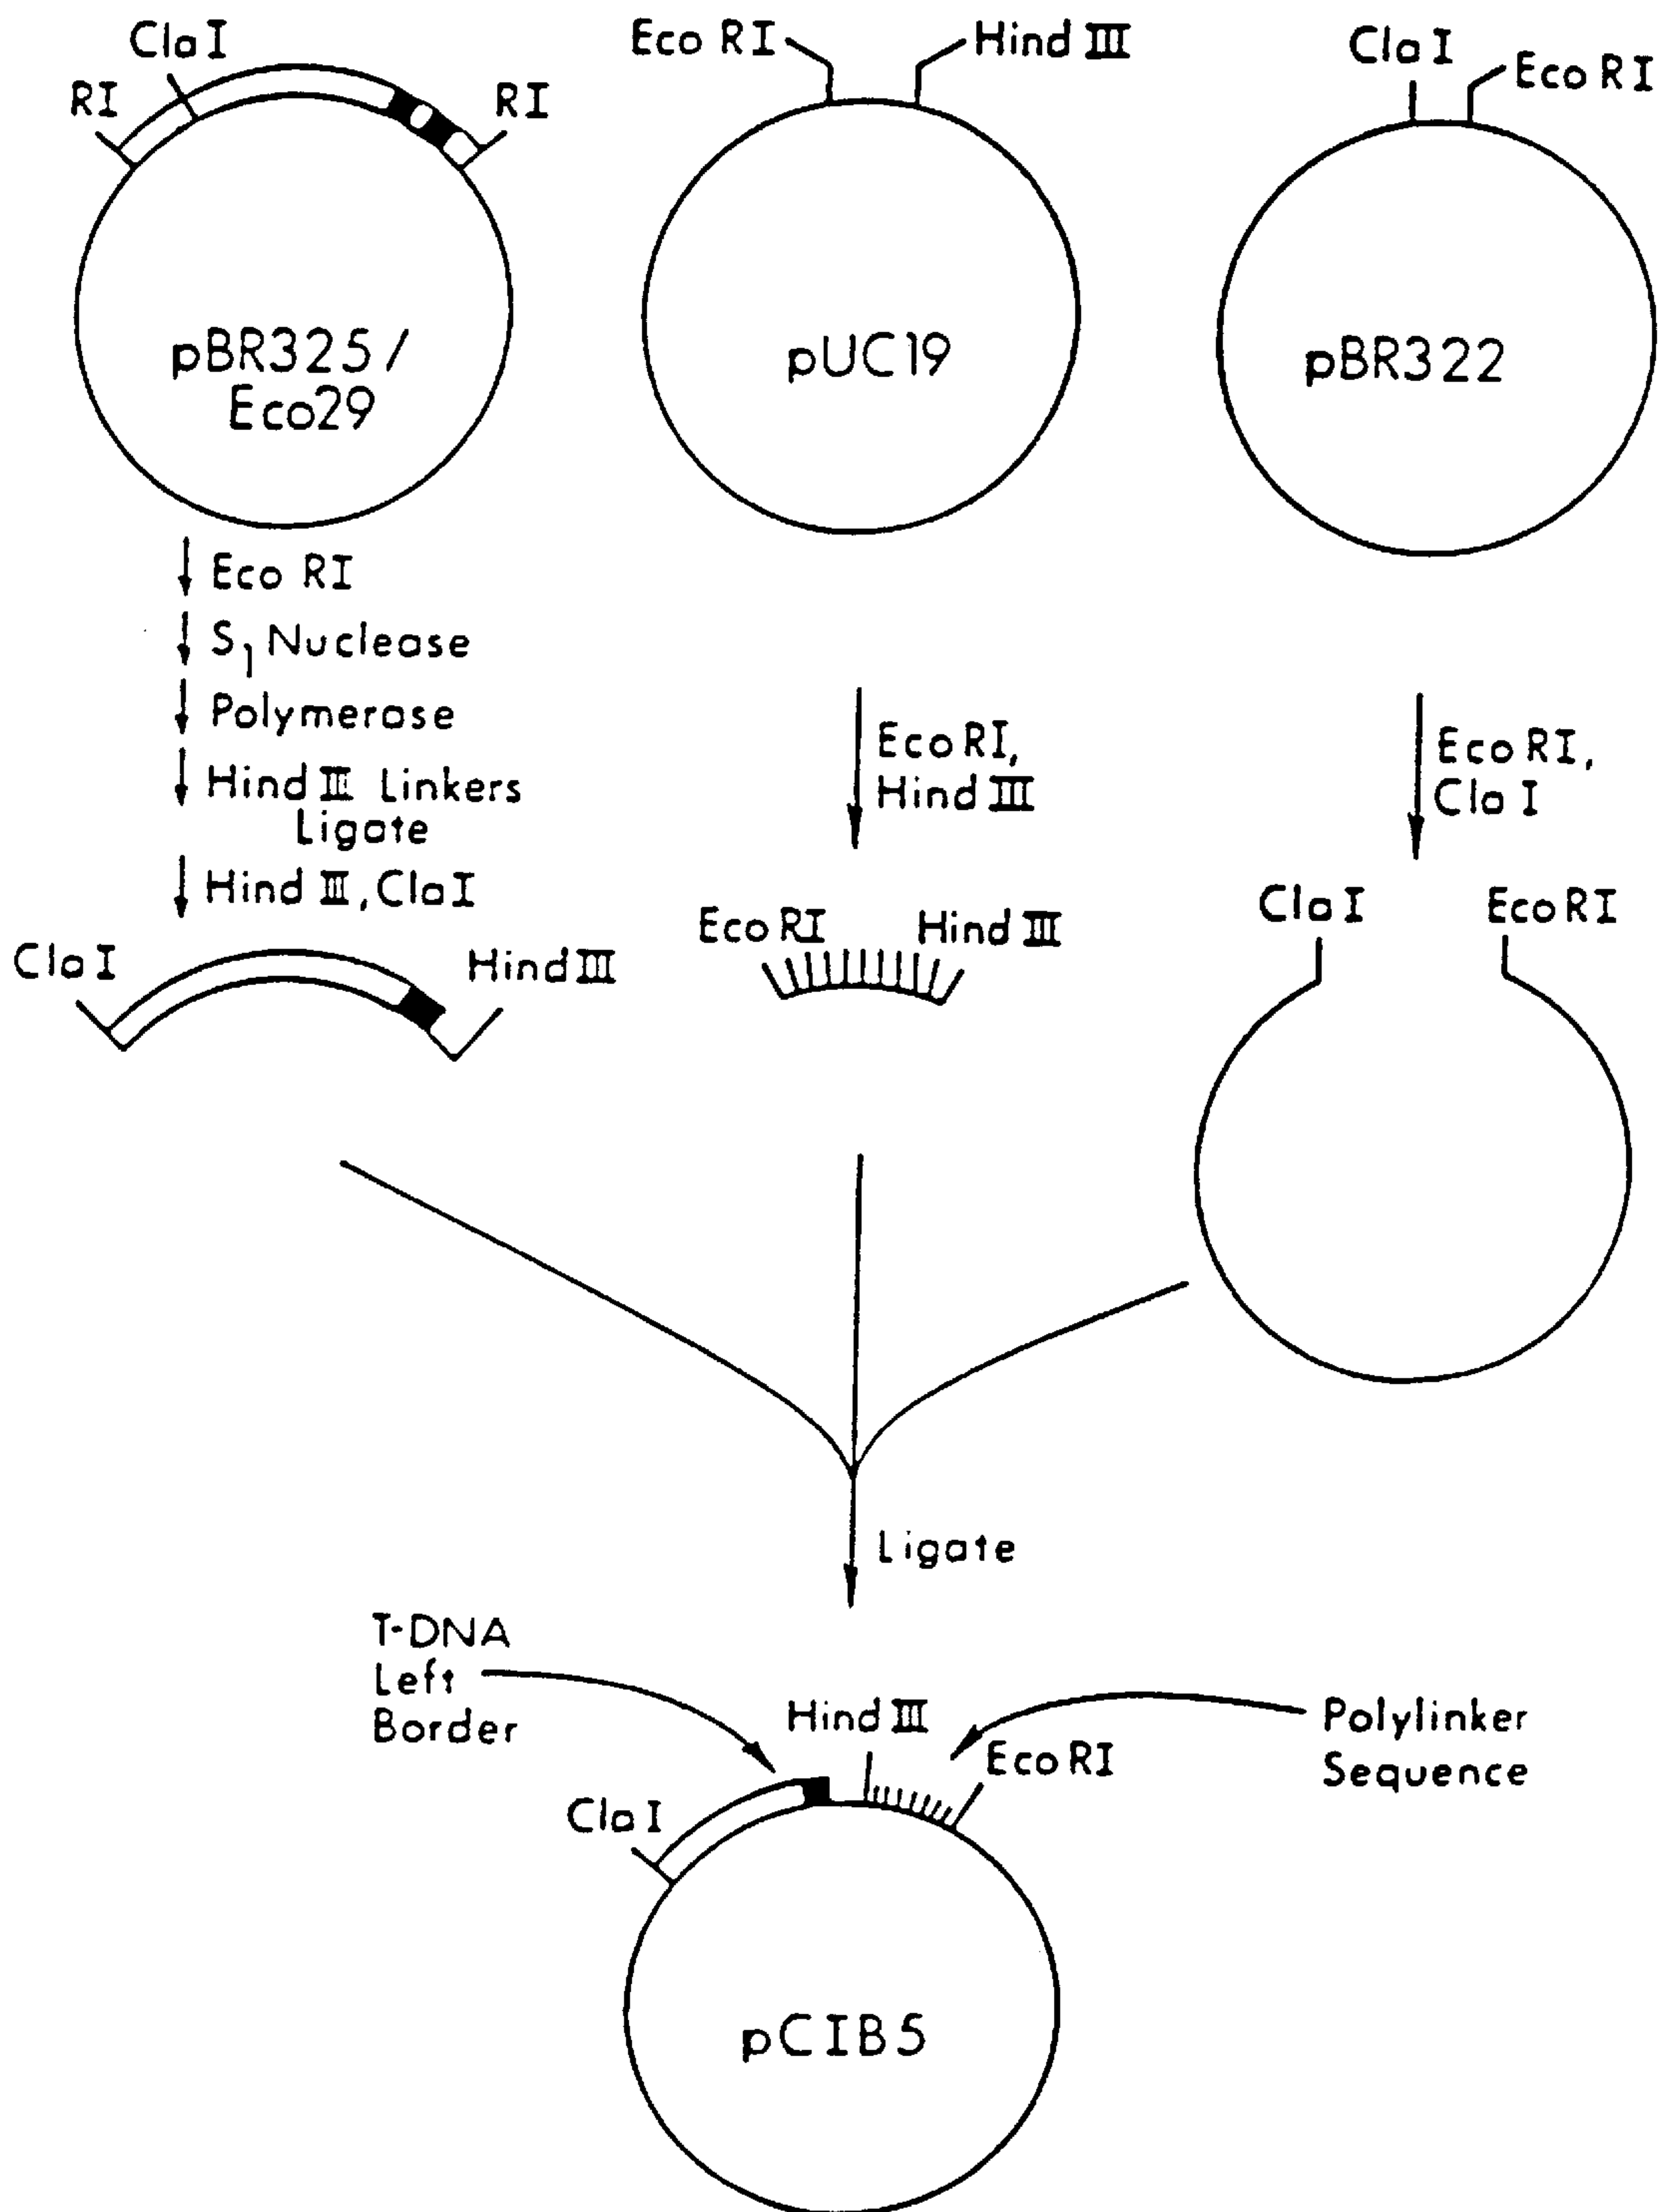 Cla I
RI
RI
pBR325/
Eco29
Eco RI
Hind III
pUC19
Cla I
Eco RI
pBR322
Eco RI
S1 Nuclease
Polymerase
Hind III Linkers
Ligate
Hind III, Cla I
Eco RI,
Hind III
Eco RI,
Cla I
Cla I
Hind III
Eco RI
Hind III
Cla I
Eco RI
Ligate
T-DNA
Left
Border
Hind III
Eco RI
Polylinker
Sequence
Cla I
pCIB5